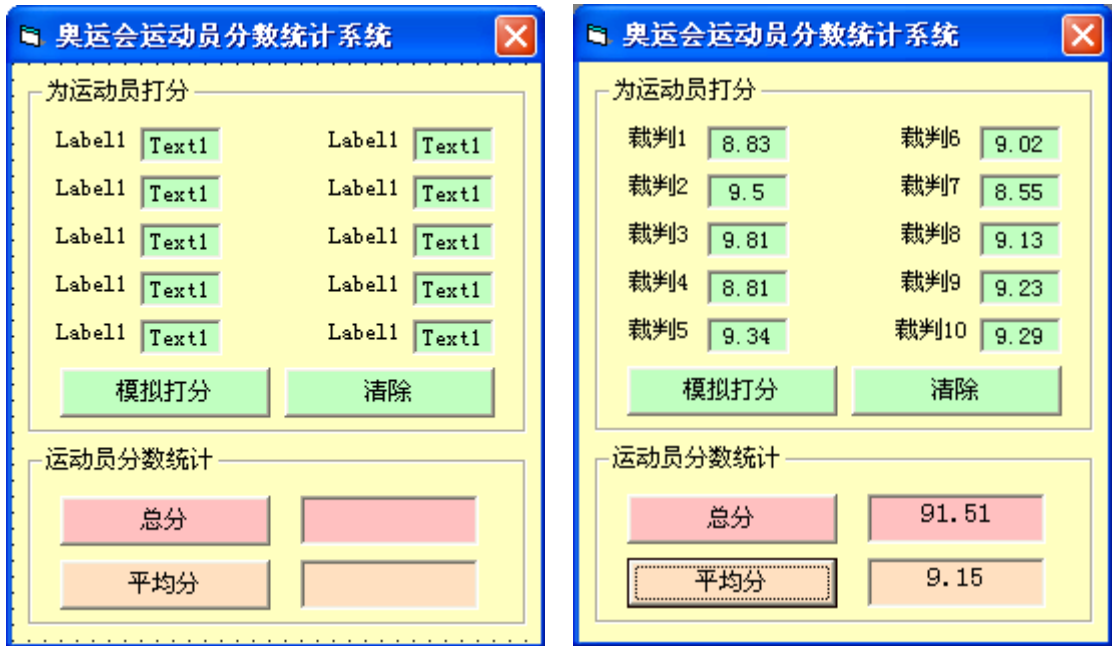 奥运会运动员分数统计系统
为运动员打分
Label1 Text1 Label1 Text1
Label1 Text1 Label1 Text1
Label1 Text1 Label1 Text1
Label1 Text1 Label1 Text1
Label1 Text1 Label1 Text1
模拟打分 清除
运动员分数统计
总分
平均分
奥运会运动员分数统计系统
为运动员打分
裁判1 8.83 裁判6 9.02
裁判2 9.5 裁判7 8.55
裁判3 9.81 裁判8 9.13
裁判4 8.81 裁判9 9.23
裁判5 9.34 裁判10 9.29
模拟打分 清除
运动员分数统计
总分 91.51
平均分 9.15